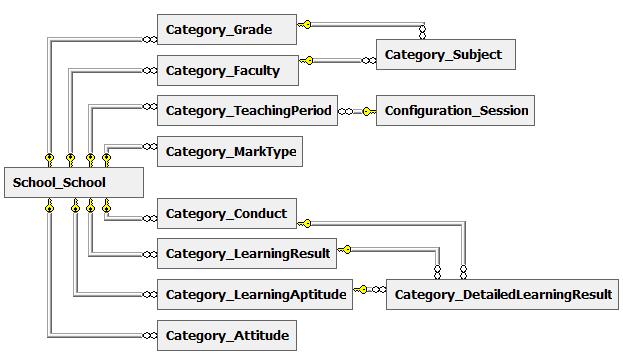 Category_Grade
Category_Subject
Category_Faculty
Category_TeachingPeriod
Configuration_Session
Category_MarkType
School_School
Category_Conduct
Category_LearningResult
Category_LearningAptitude
Category_DetailedLearningResult
Category_Attitude